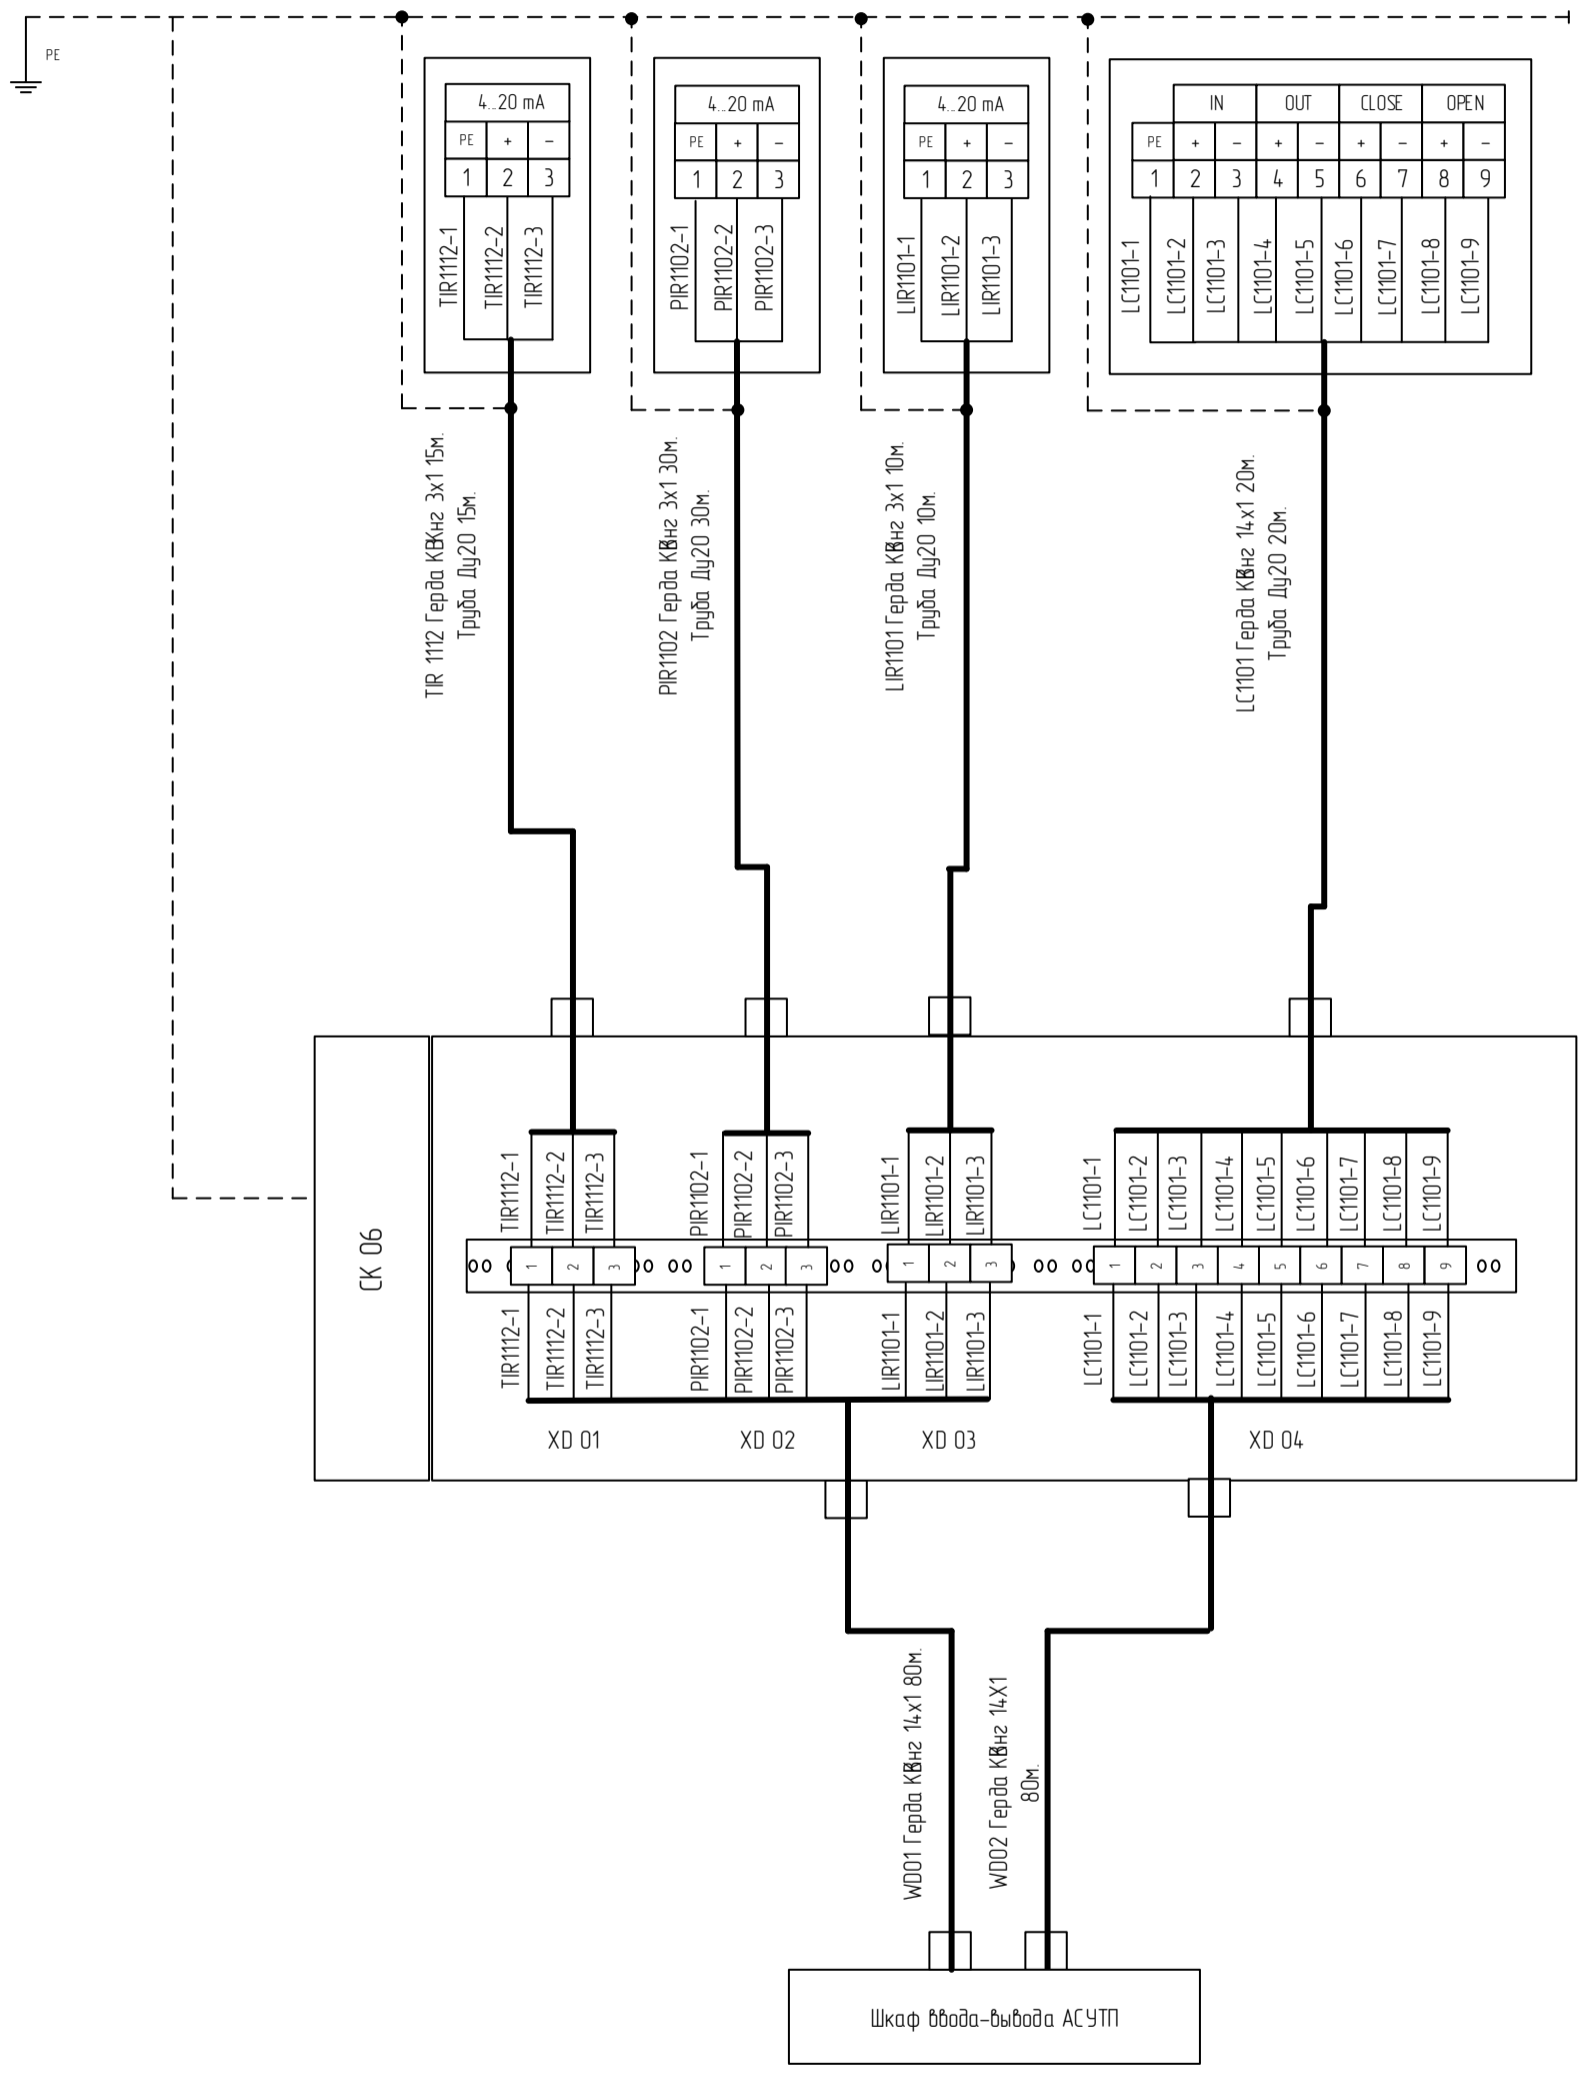 PE
4...20 mA
PE + -
1 2 3
TIR1112-1 TIR1112-2 TIR1112-3
4...20 mA
PE + -
1 2 3
PIR1102-1 PIR1102-2 PIR1102-3
4...20 mA
PE + -
1 2 3
LIR1101-1 LIR1101-2 LIR1101-3
IN OUT CLOSE OPEN
PE + - + - + - + -
1 2 3 4 5 6 7 8 9
LC1101-1 LC1101-2 LC1101-3 LC1101-4 LC1101-5 LC1101-6 LC1101-7 LC1101-8 LC1101-9
TIR 1112 Герда КВКнг 3х1 15м.
Труба Ду20 15м.
PIR1102 Герда КВКнг 3х1 30м.
Труба Ду20 30м.
LIR1101 Герда КВКнг 3х1 10м.
Труба Ду20 10м.
LC1101 Герда КВКнг 14х1 20м.
Труба Ду20 20м.
СК 06
TIR1112-1 TIR1112-2 TIR1112-3
PIR1102-1 PIR1102-2 PIR1102-3
LIR1101-1 LIR1101-2 LIR1101-3
LC1101-1 LC1101-2 LC1101-3 LC1101-4 LC1101-5 LC1101-6 LC1101-7 LC1101-8 LC1101-9
1 2 3
1 2 3
1 2 3
1 2 3 4 5 6 7 8 9
TIR1112-1 TIR1112-2 TIR1112-3
PIR1102-1 PIR1102-2 PIR1102-3
LIR1101-1 LIR1101-2 LIR1101-3
LC1101-1 LC1101-2 LC1101-3 LC1101-4 LC1101-5 LC1101-6 LC1101-7 LC1101-8 LC1101-9
XD 01
XD 02
XD 03
XD 04
WD01 Герда КВКнг 14х1 80м.
WD02 Герда КВКнг 14Х1
80м.
Шкаф ввода-вывода АСУТП